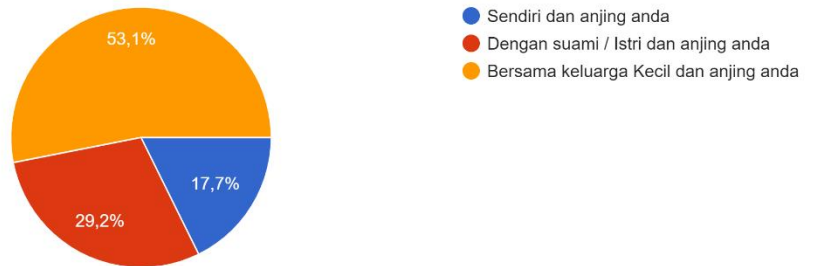 53,1%
17,7%
29,2%
Sendiri dan anjing anda
Dengan suami / Istri dan anjing anda
Bersama keluarga Kecil dan anjing anda